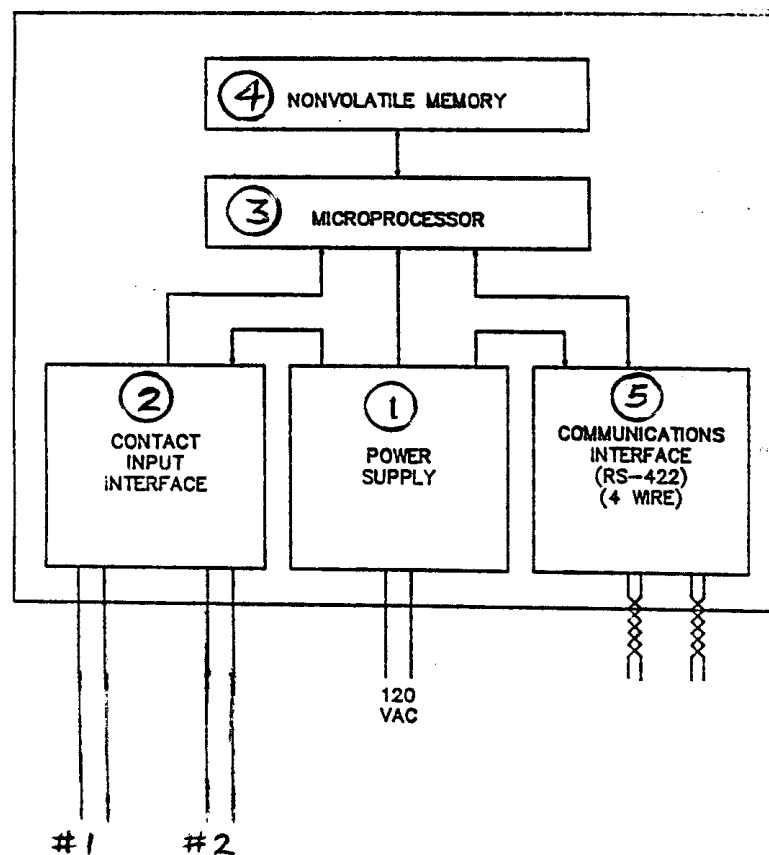 4 NONVOLATILE MEMORY
3 MICROPROCESSOR
2
CONTACT
INPUT
INTERFACE
1
POWER
SUPPLY
5
COMMUNICATIONS
INTERFACE
(RS-422)
(4 WIRE)
120
VAC
#1 #2